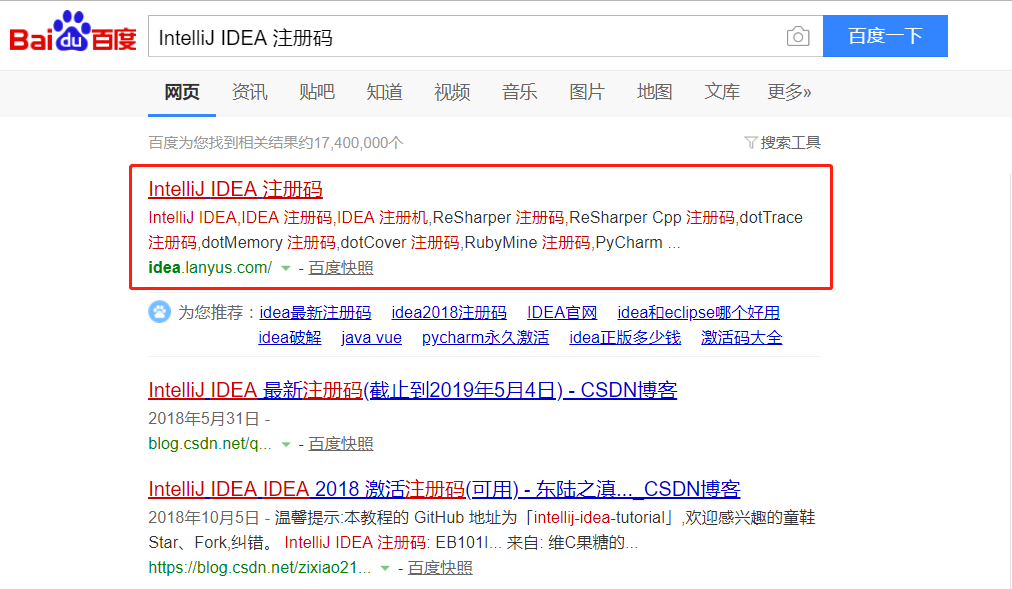 Bai du 百度 IntelliJ IDEA 注册码 百度一下
网页 资讯 贴吧 知道 视频 音乐 图片 地图 文库 更多»
百度为您找到相关结果约17,400,000个 搜索工具
IntelliJ IDEA 注册码
IntelliJ IDEA,IDEA 注册码,IDEA 注册机,ReSharper 注册码,ReSharper Cpp 注册码,dotTrace
注册码,dotMemory 注册码,dotCover 注册码,RubyMine 注册码,PyCharm ...
idea.lanyus.com/ - 百度快照
为您推荐： idea最新注册码 idea2018注册码 IDEA官网 idea和eclipse哪个好用
idea破解 java vue pycharm永久激活 idea正版多少钱 激活码大全
IntelliJ IDEA 最新注册码(截止到2019年5月4日) - CSDN博客
2018年5月31日 -
blog.csdn.net/q... - 百度快照
IntelliJ IDEA IDEA 2018 激活注册码(可用) - 东陆之滇..._CSDN博客
2018年10月5日 - 温馨提示:本教程的 GitHub 地址为「intellij-idea-tutorial」,欢迎感兴趣的童鞋
Star、Fork,纠错。 IntelliJ IDEA 注册码: EB101I... 来自: 维C果糖的...
https://blog.csdn.net/zixiao21... - 百度快照